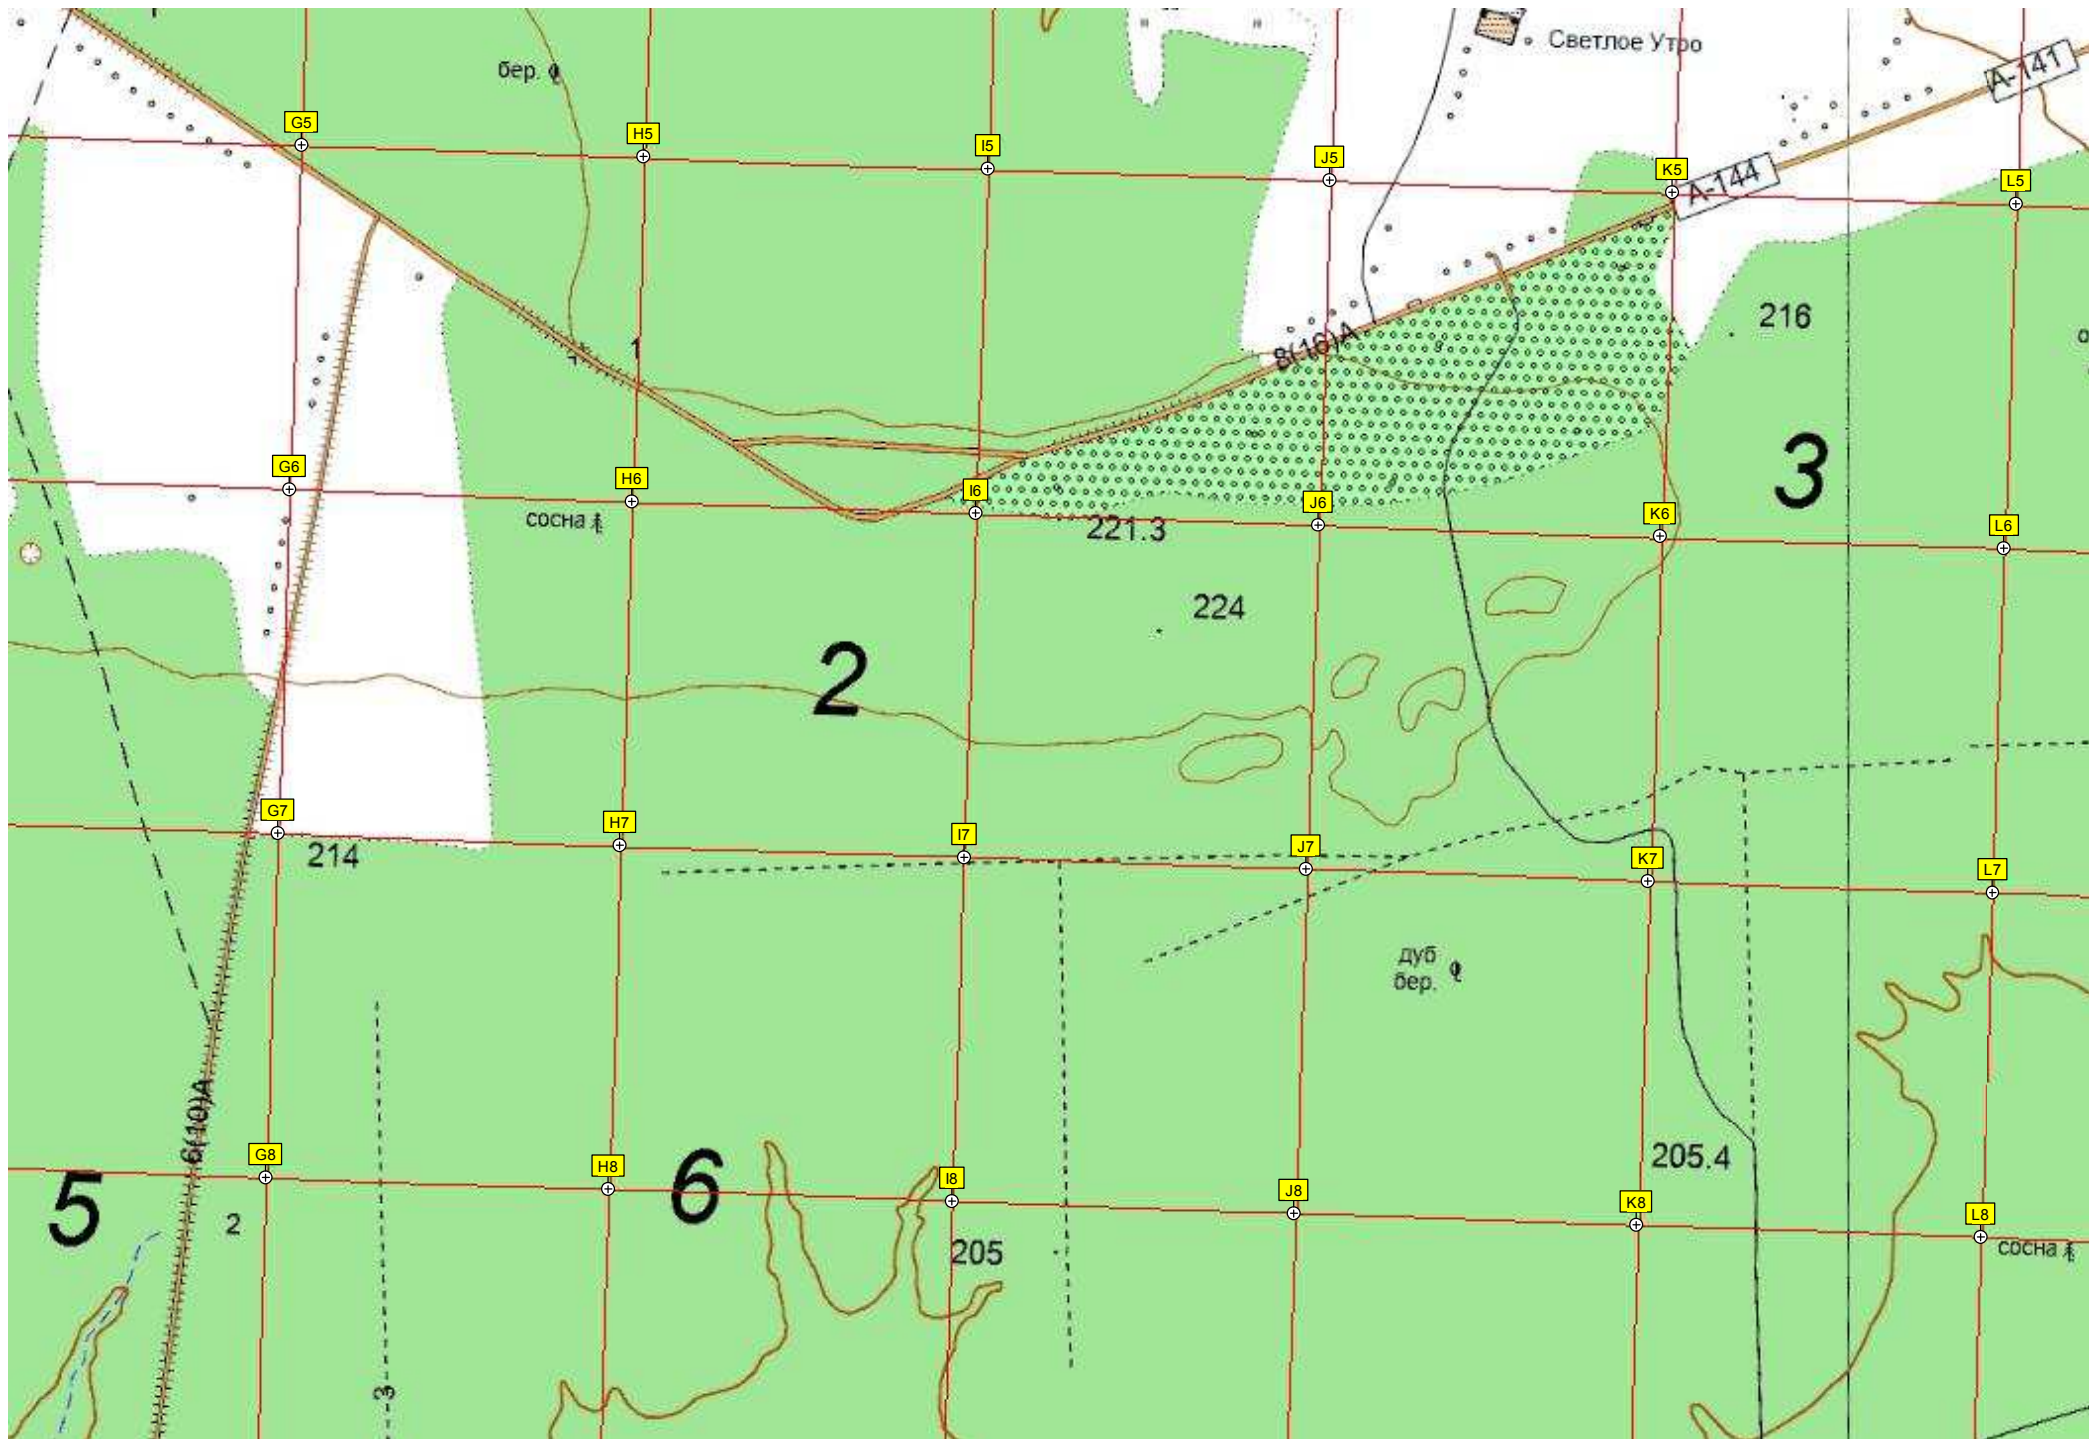 Светлое Утро
А-141
бер.
G5
H5
I5
J5
K5
А-144
L5
216
1
8(16)А
3
G6
H6
I6
J6
K6
L6
сосна
221.3
224
2
G7
H7
I7
J7
K7
L7
214
дуб
бер.
6(10)А
205.4
G8
H8
I8
J8
K8
L8
5
2
6
205
сосна
3